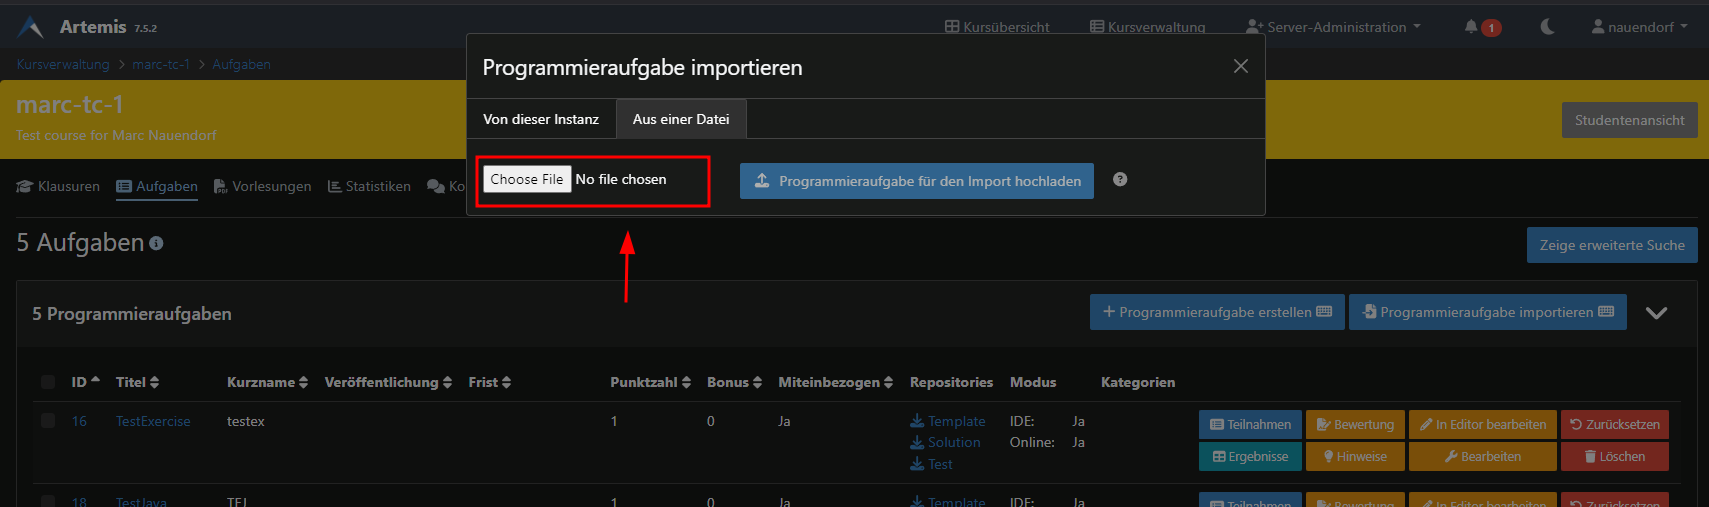 Artemis 7.5.2
Kursübersicht Kursverwaltung Server-Administration 1 nauendorf
Kursverwaltung marc-tc-1 Aufgaben
Programmieraufgabe importieren
marc-tc-1
Test course for Marc Nauendorf
Studentenansicht
Von dieser Instanz Aus einer Datei
Choose File No file chosen Programmieraufgabe für den Import hochladen ?
Klausuren Aufgaben Vorlesungen Statistiken Ko
5 Aufgaben
Zeige erweiterte Suche
5 Programmieraufgaben
Programmieraufgabe erstellen Programmieraufgabe importieren
ID Titel Kurzname Veröffentlichung Frist Punktzahl Bonus Miteinbezogen Repositories Modus Kategorien
16 TestExercise testex 1 0 Ja Template IDE: Ja Teilnahmen Bewertung In Editor bearbeiten Zurücksetzen
Solution Online: Ja
Ergebnisse Hinweise Bearbeiten Löschen
Test
18 TestJava TEJ 1 0 Ja Template IDE: Ja Teilnahmen Bewertung In Editor bearbeiten Zurücksetzen